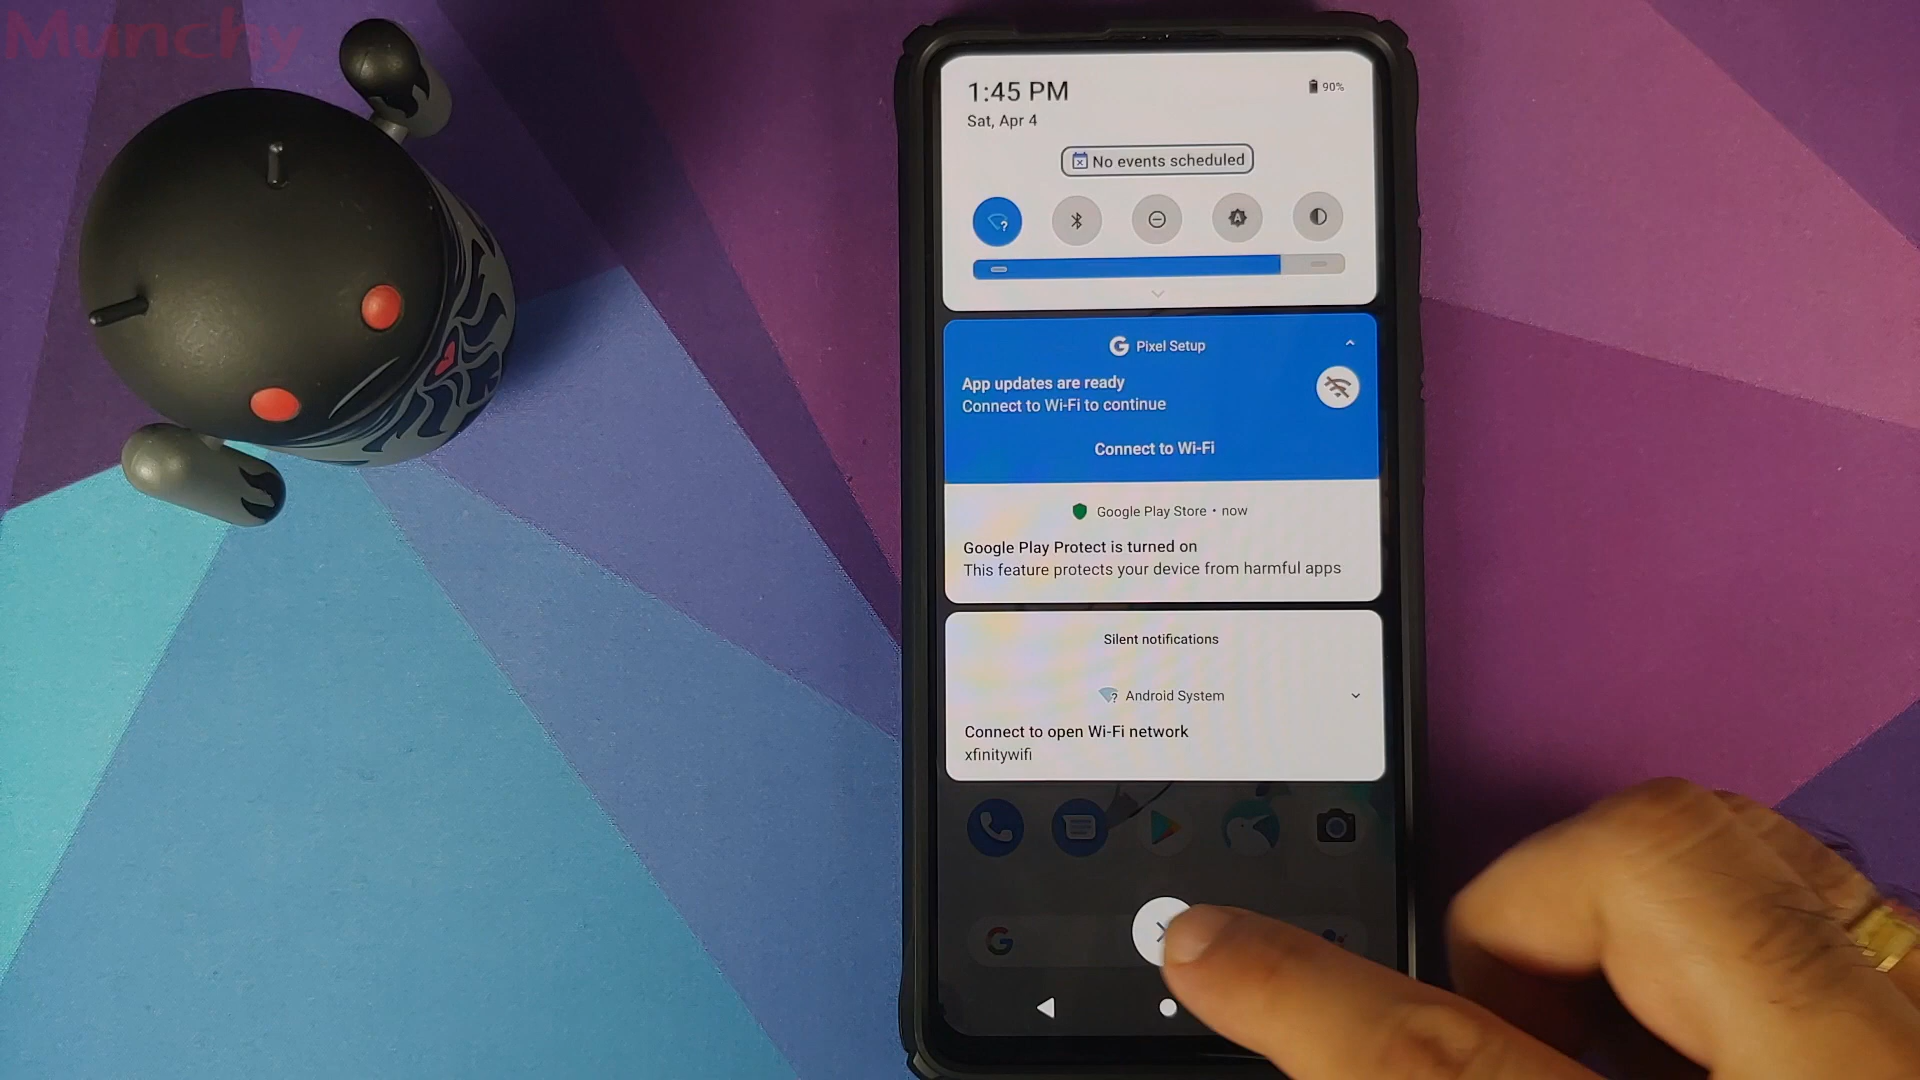 Munchy
1:45 PM
90%
Sat, Apr 4
No events scheduled
Pixel Setup
App updates are ready
Connect to Wi-Fi to continue
Connect to Wi-Fi
Google Play Store • now
Google Play Protect is turned on
This feature protects your device from harmful apps
Silent notifications
Android System
Connect to open Wi-Fi network
xfinitywifi